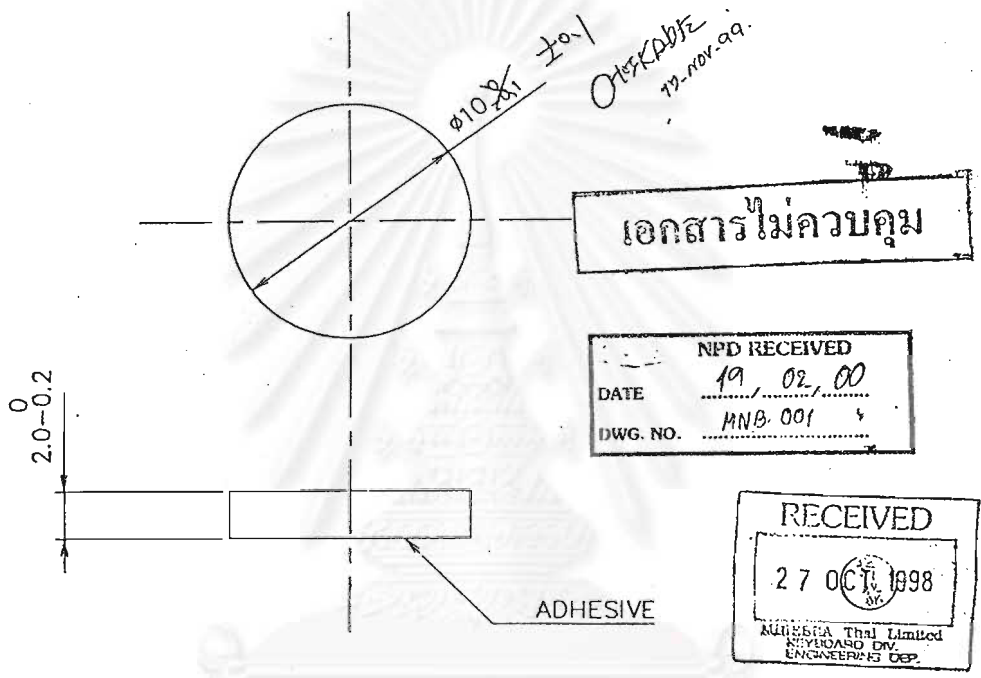 ø10 ±0.1
-NOV-99.
เอกสารไม่ควบคุม
NPD RECEIVED
DATE 19, 02, 00
DWG. NO. MNB-001
2.0 0 -0.2
ADHESIVE
RECEIVED
27 OCT 1998
MINEBEA Thai Limited
KEYBOARD DIV.
ENGINEERING DEP.